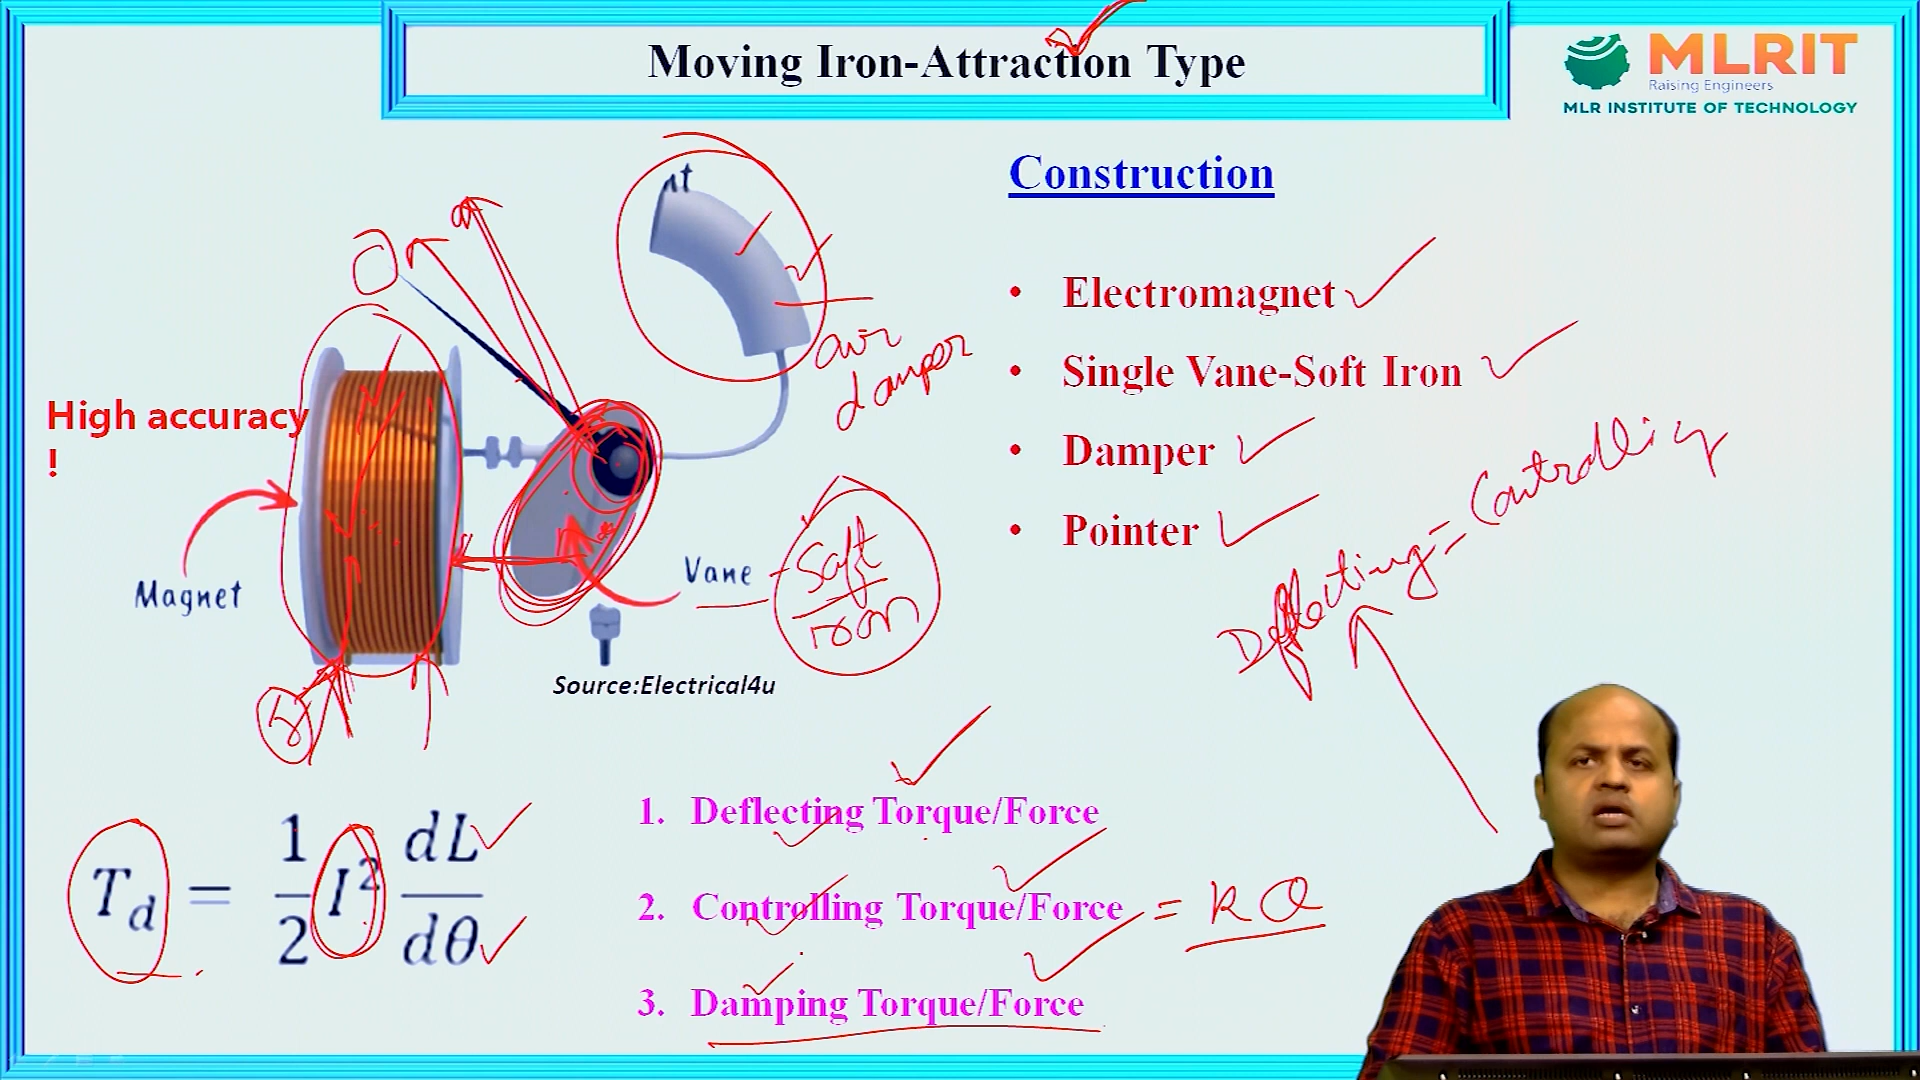 Moving Iron-Attraction Type
MLRIT
Raising Engineers
MLR INSTITUTE OF TECHNOLOGY
Construction
• Electromagnet
• Single Vane-Soft Iron
• Damper
• Pointer
Deflecting = Controlling
air
damper
High accuracy
!
Magnet
Vane - Soft
iron
Source:Electrical4u
T_d = 1/2 I² dL/dθ
1. Deflecting Torque/Force
2. Controlling Torque/Force = kθ
3. Damping Torque/Force